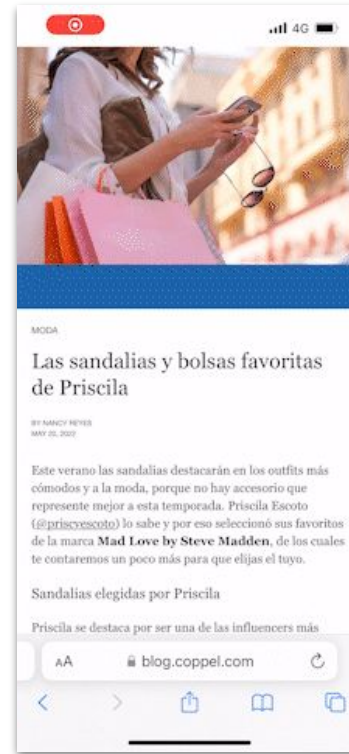 4G
MODA
Las sandalias y bolsas favoritas
de Priscila
BY NANCY REYES
MAY 20, 2022
Este verano las sandalias destacarán en los outfits más
cómodos y a la moda, porque no hay accesorio que
represente mejor a esta temporada. Priscila Escoto
(@priscvescoto) lo sabe y por eso seleccionó sus favoritos
de la marca Mad Love by Steve Madden, de los cuales
te contaremos un poco más para que elijas el tuyo.
Sandalias elegidas por Priscila
Priscila se destaca por ser una de las influencers más
AA blog.coppel.com